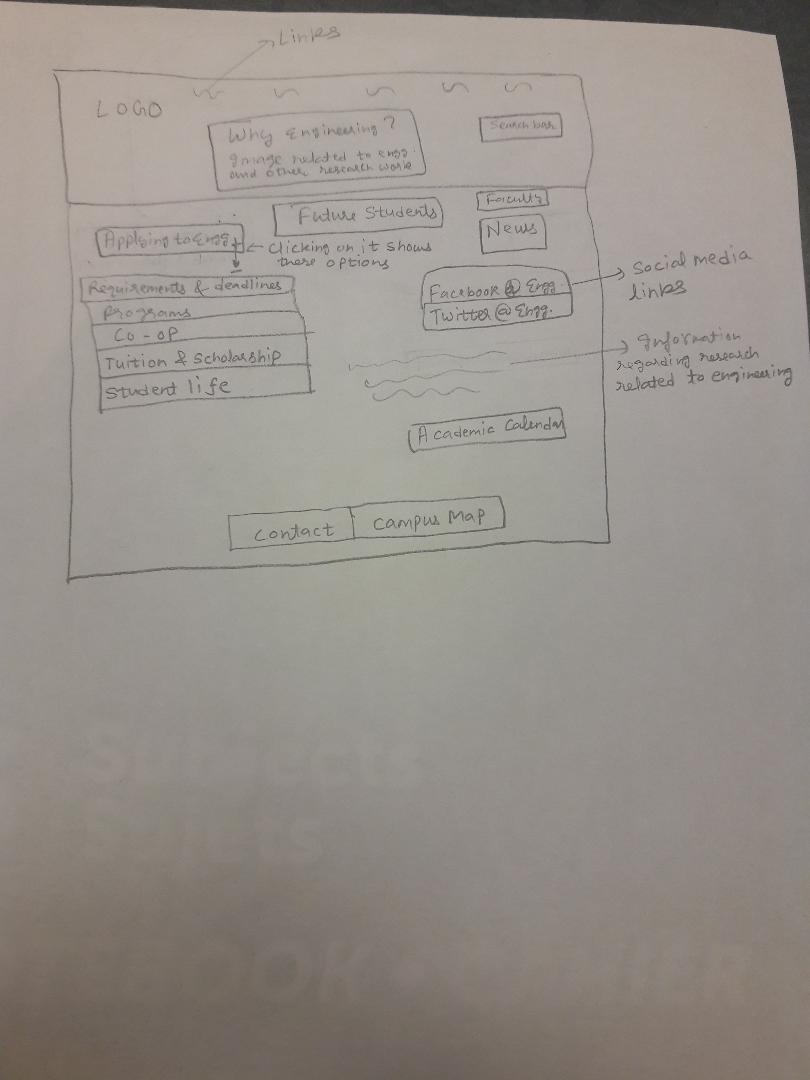 Links
LOGO
Why Engineering?
Image related to engg.
and other research work
Search bar
Future Students
Faculty
News
Applying to Engg.
Clicking on it shows
these options
Requirements & deadlines
Programs
Co-op
Tuition & Scholarship
Student life
Facebook @ Engg.
Twitter @ Engg.
Social media
links
Information
regarding research
related to engineering
Academic Calendar
Contact
Campus Map
Subjects
Sujets